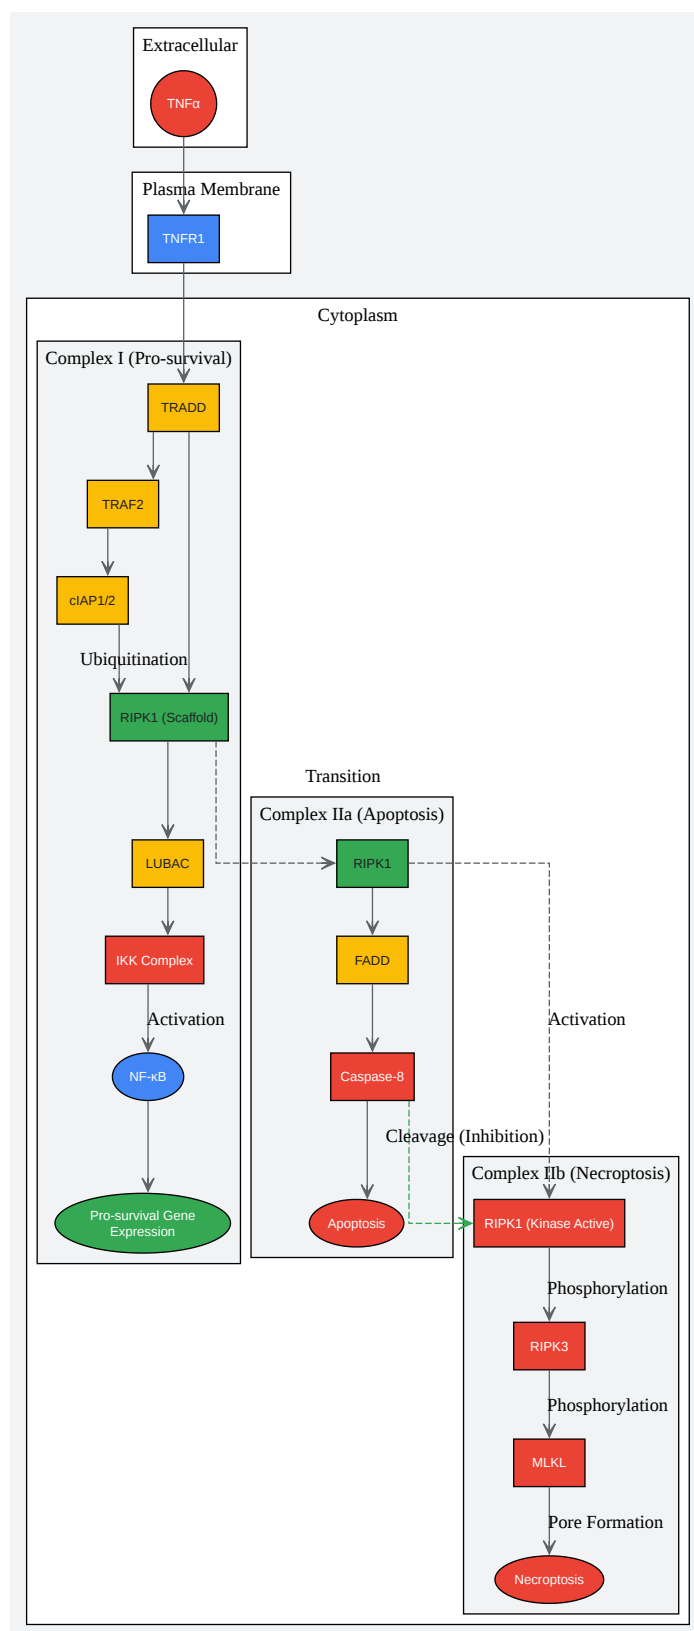 Extracellular
TNFα
Plasma Membrane
TNFR1
Cytoplasm
Complex I (Pro-survival)
TRADD
TRAF2
cIAP1/2
Ubiquitination
RIPK1 (Scaffold)
LUBAC
IKK Complex
Activation
NF-κB
Pro-survival Gene
Expression
Transition
Complex IIa (Apoptosis)
RIPK1
FADD
Caspase-8
Cleavage (Inhibition)
Apoptosis
Activation
Complex IIb (Necroptosis)
RIPK1 (Kinase Active)
Phosphorylation
RIPK3
Phosphorylation
MLKL
Pore Formation
Necroptosis